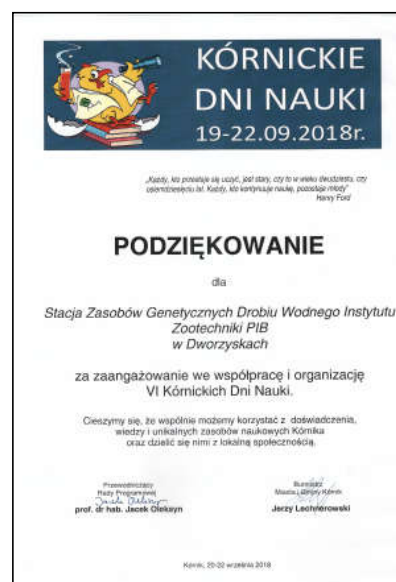 KÓRNICKIE
DNI NAUKI
19-22.09.2018r.
„Każdy, kto przestaje się uczyć, jest stary, czy to w wieku dwudziestu, czy
osiemdziesięciu lat. Każdy, kto kontynuuje naukę, pozostaje młody”
Henry Ford
PODZIĘKOWANIE
dla
Stacja Zasobów Genetycznych Drobiu Wodnego Instytutu
Zootechniki PIB
w Dworzyskach
za zaangażowanie we współpracę i organizację
VI Kórnickich Dni Nauki.
Cieszymy się, że wspólnie możemy korzystać z doświadczenia,
wiedzy i unikalnych zasobów naukowych Kórnika
oraz dzielić się nimi z lokalną społecznością.
Przewodniczący
Rady Programowej
Jacek Oleksyn
prof. dr hab. Jacek Oleksyn
Burmistrz
Miasta i Gminy Kórnik
Jerzy Lechnerowski
Kórnik, 20-22 września 2018